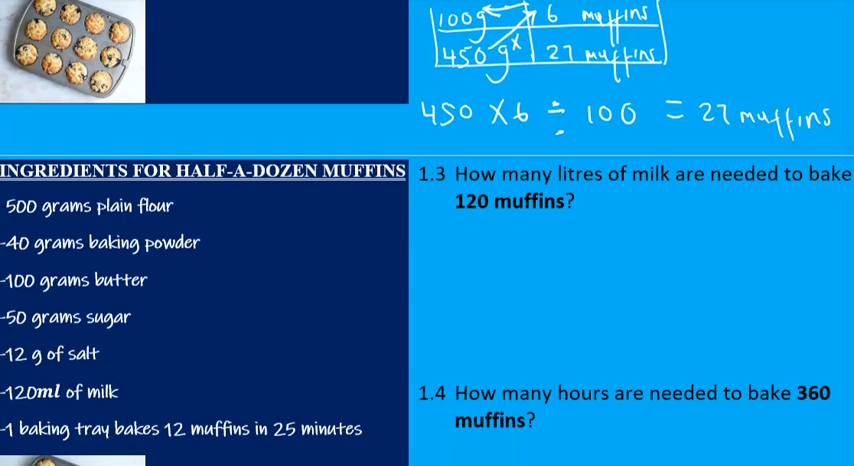 100g 6 muffins
450 g x 27 muffins
450 X 6 ÷ 100 = 27 muffins
INGREDIENTS FOR HALF-A-DOZEN MUFFINS
500 grams plain flour
-40 grams baking powder
-100 grams butter
-50 grams sugar
-12 g of salt
-120ml of milk
-1 baking tray bakes 12 muffins in 25 minutes
1.3 How many litres of milk are needed to bake
120 muffins?
1.4 How many hours are needed to bake 360
muffins?